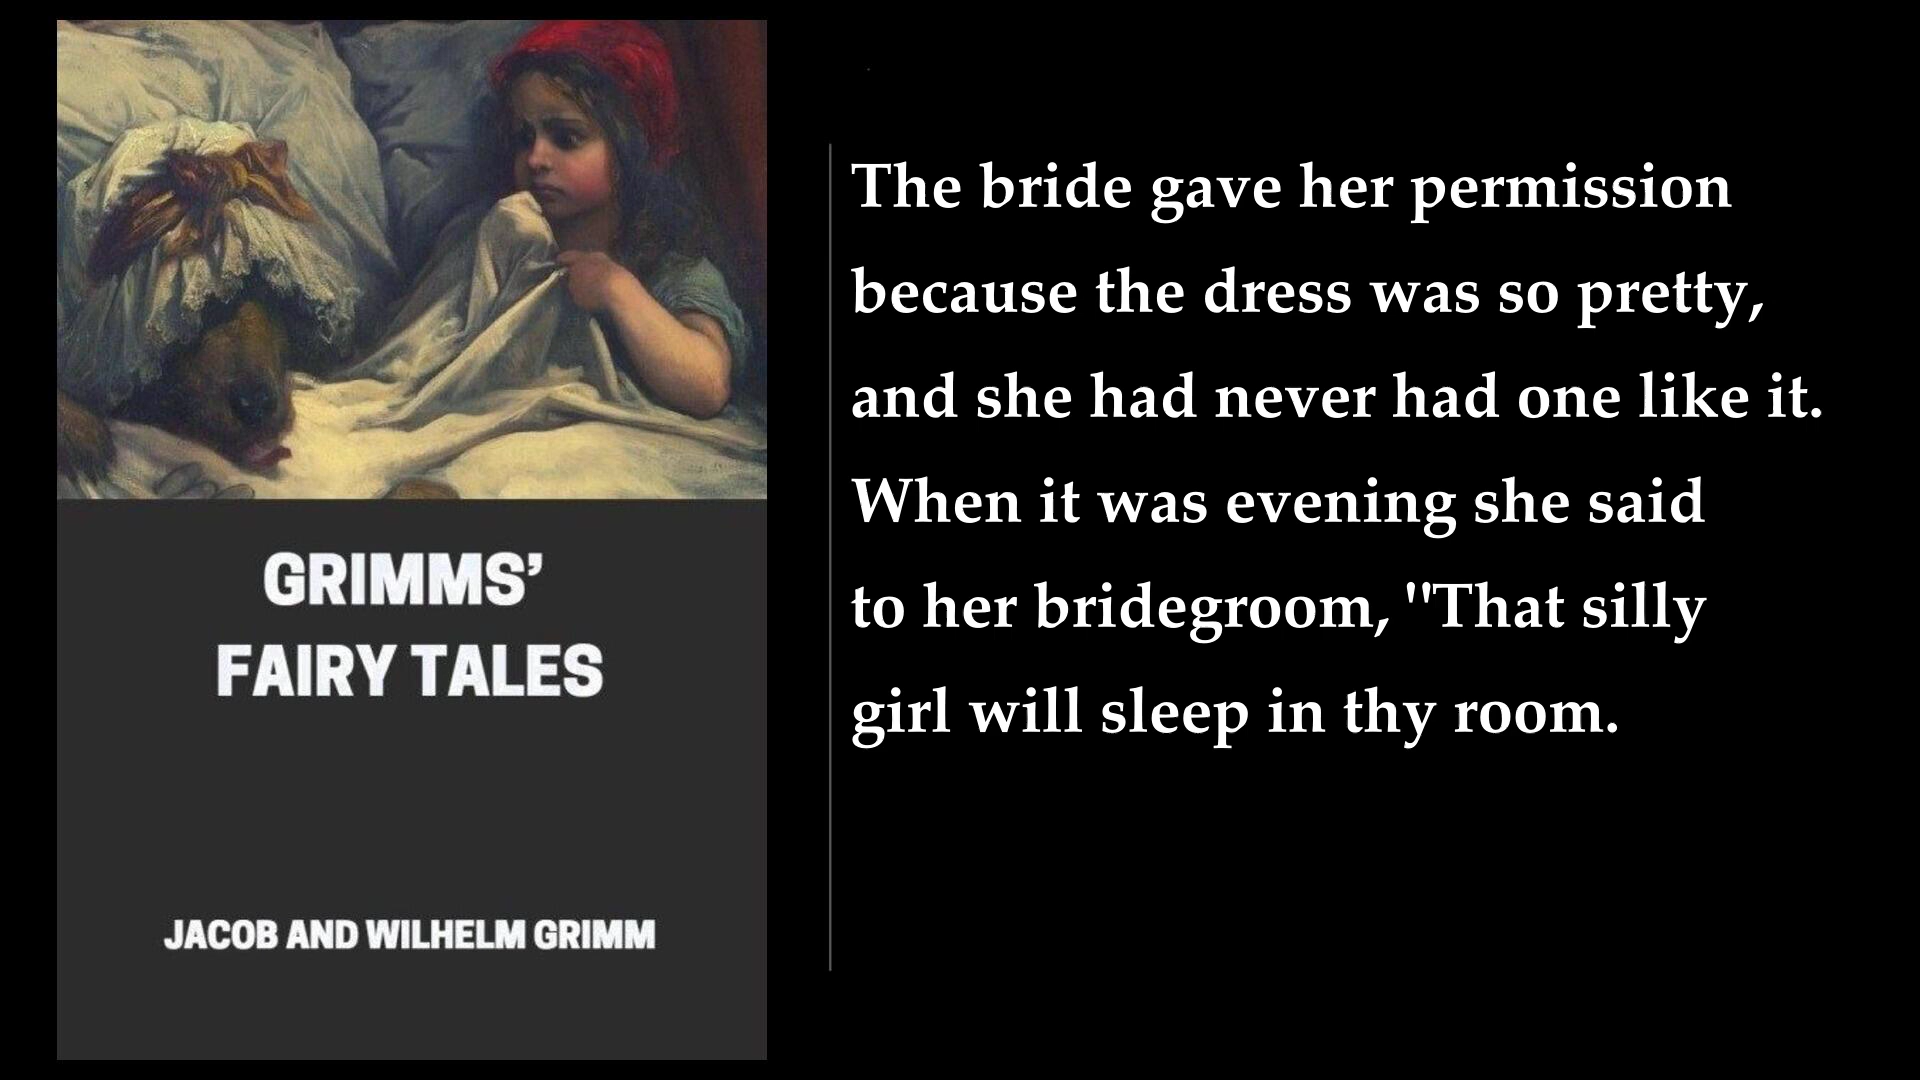 GRIMMS’
FAIRY TALES
JACOB AND WILHELM GRIMM
The bride gave her permission
because the dress was so pretty,
and she had never had one like it.
When it was evening she said
to her bridegroom, "That silly
girl will sleep in thy room.